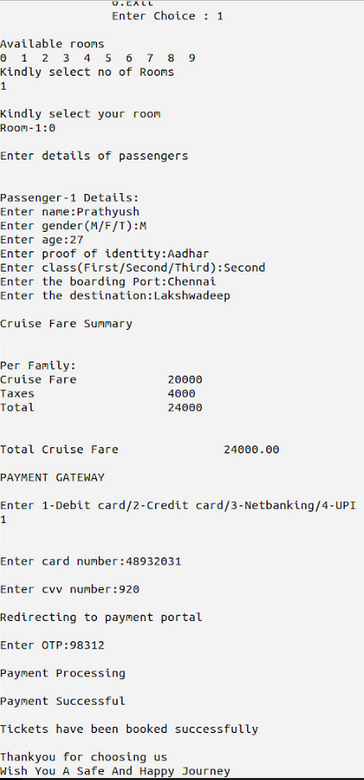 0.Exit
Enter Choice : 1
Available rooms
0 1 2 3 4 5 6 7 8 9
Kindly select no of Rooms
1
Kindly select your room
Room-1:0
Enter details of passengers
Passenger-1 Details:
Enter name:Prathyush
Enter gender(M/F/T):M
Enter age:27
Enter proof of identity:Aadhar
Enter class(First/Second/Third):Second
Enter the boarding Port:Chennai
Enter the destination:Lakshwadeep
Cruise Fare Summary
Per Family:
Cruise Fare 20000
Taxes 4000
Total 24000
Total Cruise Fare 24000.00
PAYMENT GATEWAY
Enter 1-Debit card/2-Credit card/3-Netbanking/4-UPI
1
Enter card number:48932031
Enter cvv number:920
Redirecting to payment portal
Enter OTP:98312
Payment Processing
Payment Successful
Tickets have been booked successfully
Thankyou for choosing us
Wish You A Safe And Happy Journey